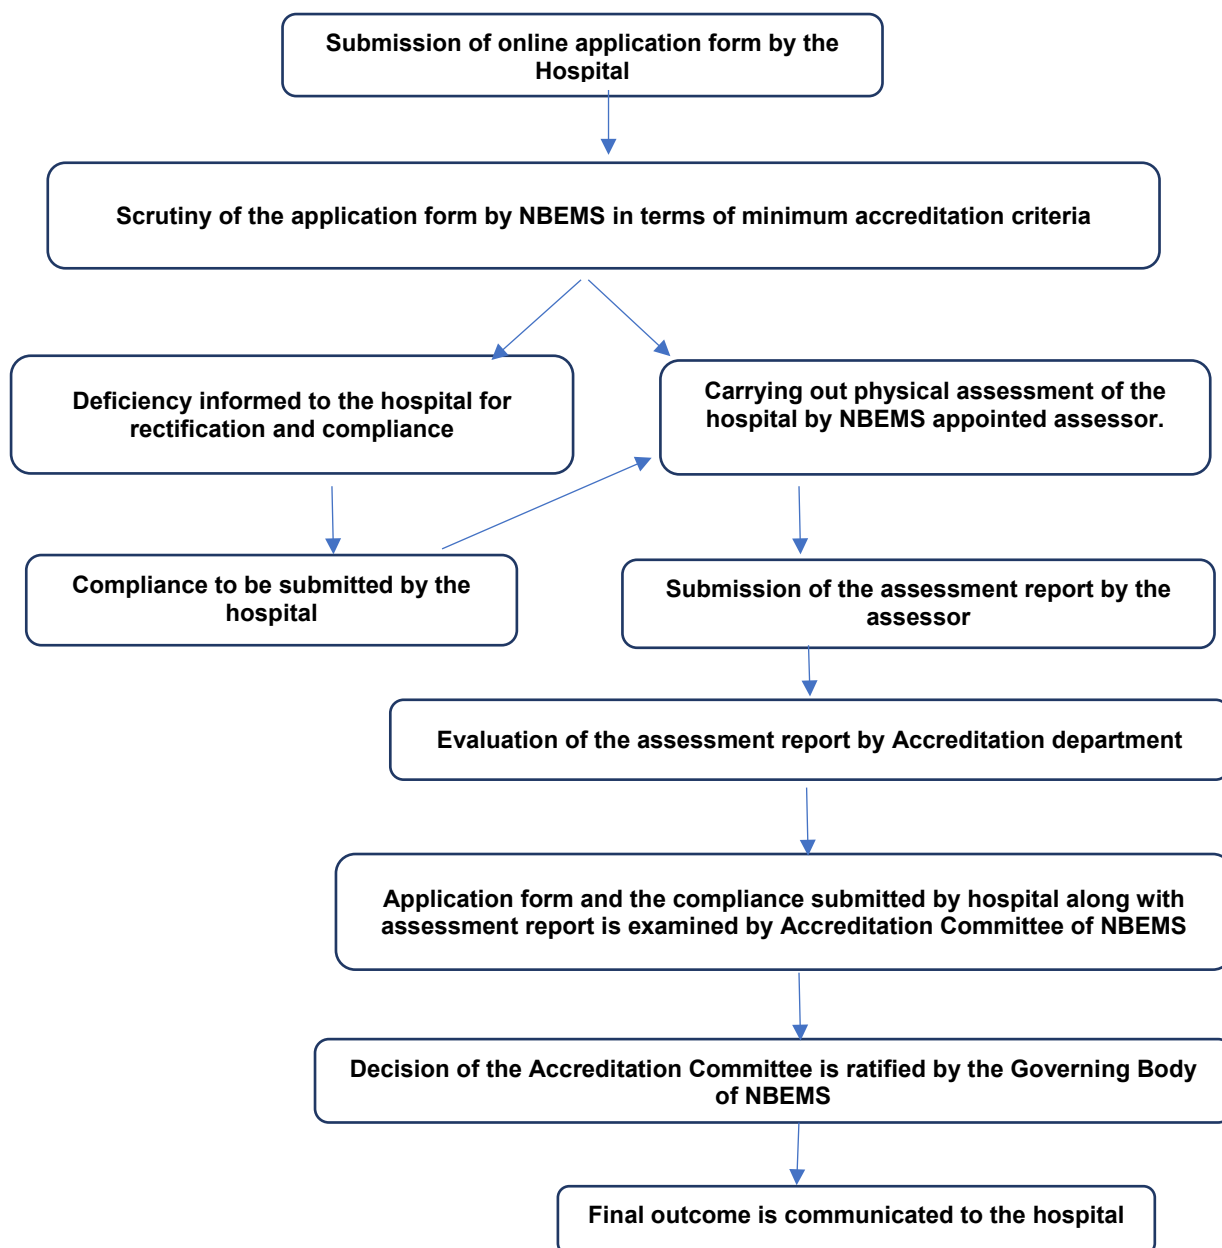 Submission of online application form by the
Hospital
Scrutiny of the application form by NBEMS in terms of minimum accreditation criteria
Deficiency informed to the hospital for
rectification and compliance
Carrying out physical assessment of the
hospital by NBEMS appointed assessor.
Compliance to be submitted by the
hospital
Submission of the assessment report by the
assessor
Evaluation of the assessment report by Accreditation department
Application form and the compliance submitted by hospital along with
assessment report is examined by Accreditation Committee of NBEMS
Decision of the Accreditation Committee is ratified by the Governing Body
of NBEMS
Final outcome is communicated to the hospital